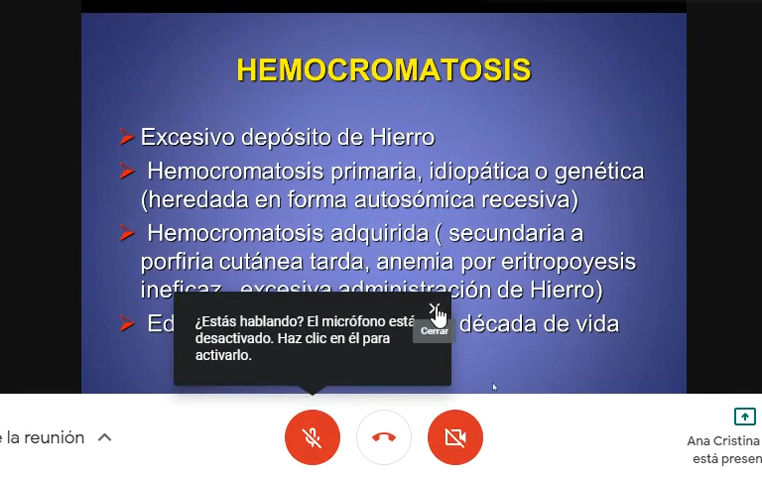 HEMOCROMATOSIS
Excesivo depósito de Hierro
Hemocromatosis primaria, idiopática o genética
(heredada en forma autosómica recesiva)
Hemocromatosis adquirida ( secundaria a
porfiria cutánea tarda, anemia por eritropoyesis
ineficaz, excesiva administración de Hierro)
Ed
década de vida
¿Estás hablando? El micrófono está
desactivado. Haz clic en él para
activarlo.
Cerrar
e la reunión
Ana Cristina
está presen